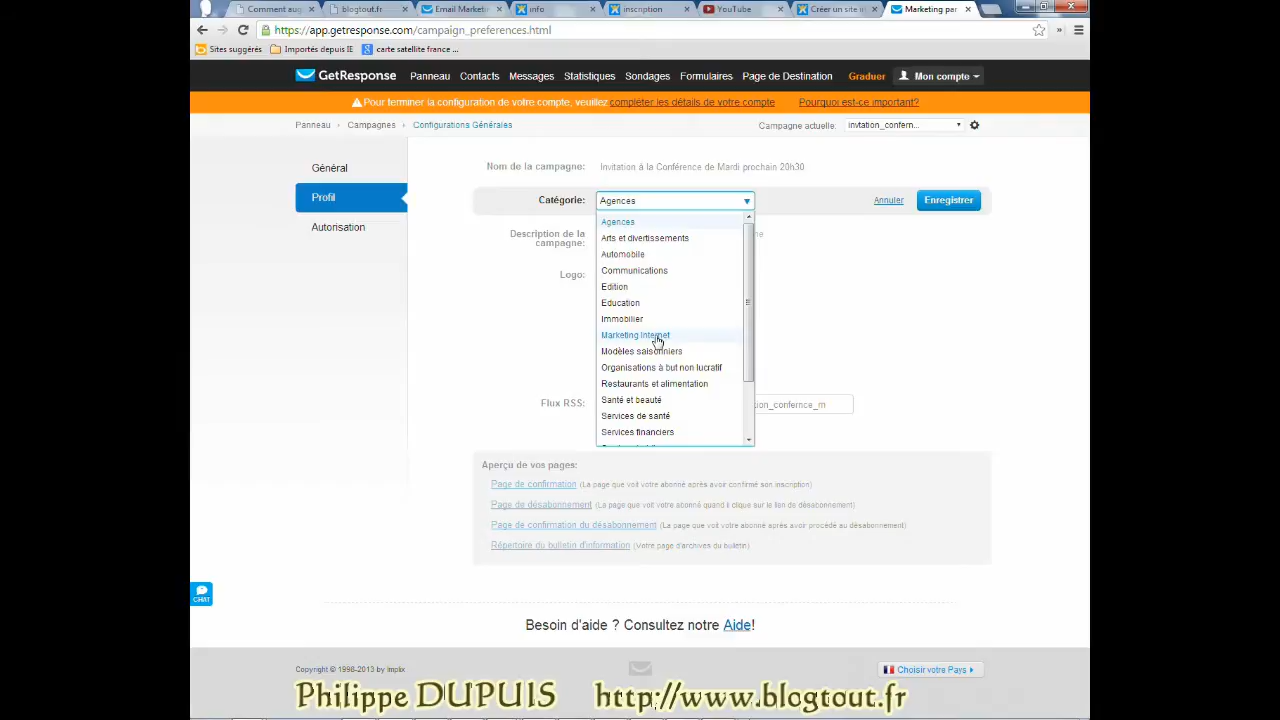 Comment aug
blogtout.fr
Email Marketi
info
inscription
YouTube
Créer un site in
Marketing par
https://app.getresponse.com/campaign_preferences.html
Sites suggérés
Importés depuis IE
carte satellite france ...
GetResponse
Panneau
Contacts
Messages
Statistiques
Sondages
Formulaires
Page de Destination
Graduer
Mon compte
Pour terminer la configuration de votre compte, veuillez compléter les détails de votre compte
Pourquoi est-ce important?
Panneau
Campagnes
Configurations Générales
Campagne actuelle:
invtation_confern...
Général
Nom de la campagne:
Invitation à la Conférence de Mardi prochain 20h30
Profil
Catégorie:
Agences
Annuler
Enregistrer
Autorisation
Agences
Description de la
campagne:
Arts et divertissements
Automobile
Logo:
Communications
Edition
Education
Immobilier
Marketing Internet
Modèles saisonniers
Organisations à but non lucratif
Restaurants et alimentation
Santé et beauté
Flux RSS:
tion_confernce_m
Services de santé
Services financiers
Aperçu de vos pages:
Page de confirmation (La page que voit votre abonné après avoir confirmé son inscription)
Page de désabonnement (La page que voit votre abonné quand il clique sur le lien de désabonnement)
Page de confirmation du désabonnement (La page que voit votre abonné après avoir procédé au désabonnement)
Répertoire du bulletin d'information (Votre page d'archives du bulletin)
CHAT
Besoin d'aide ? Consultez notre Aide!
Copyright © 1998-2013 by Implix
Choisir votre Pays
Philippe DUPUIS http://www.blogtout.fr